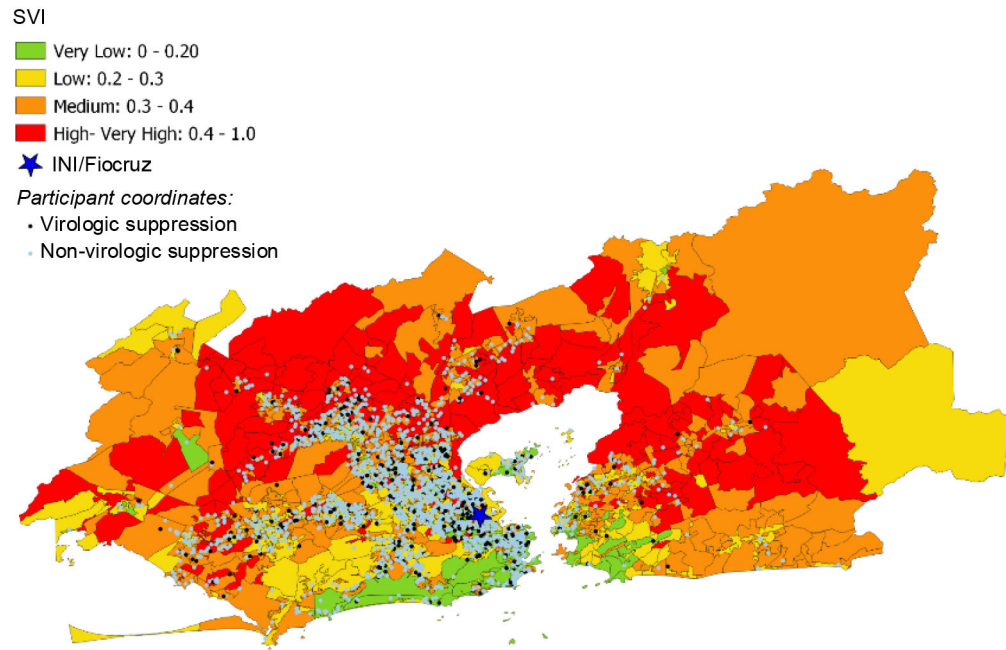 SVI
Very Low: 0 - 0.20
Low: 0.2 - 0.3
Medium: 0.3 - 0.4
High- Very High: 0.4 - 1.0
INI/Fiocruz
Participant coordinates:
Virologic suppression
Non-virologic suppression